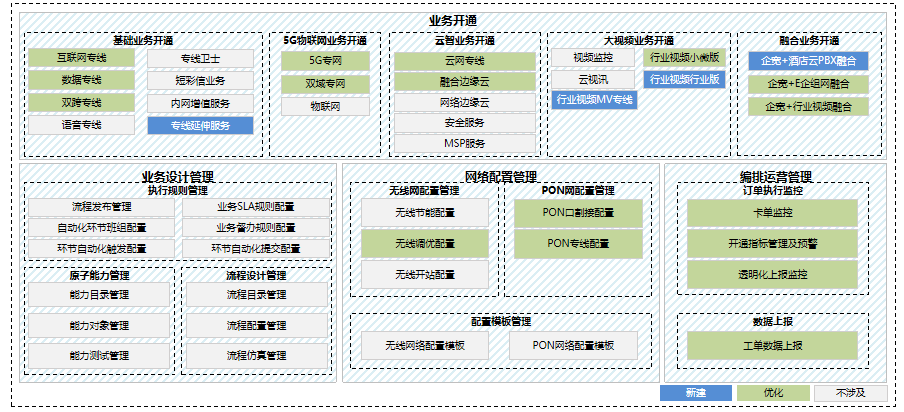 业务开通
基础业务开通
互联网专线
专线卫士
数据专线
短彩信业务
双跨专线
内网增值服务
语音专线
专线延伸服务
5G物联网业务开通
5G专网
双域专网
物联网
云智业务开通
云网专线
融合边缘云
网络边缘云
安全服务
MSP服务
大视频业务开通
视频监控
行业视频小微版
云视讯
行业视频行业版
行业视频MV专线
融合业务开通
企宽+酒店云PBX融合
企宽+E企组网融合
企宽+行业视频融合
业务设计管理
执行规则管理
流程发布管理
业务SLA规则配置
自动化环节班组配置
业务督办规则配置
环节自动化触发配置
环节自动化提交配置
原子能力管理
能力目录管理
能力对象管理
能力测试管理
流程设计管理
流程目录管理
流程配置管理
流程仿真管理
网络配置管理
无线网配置管理
无线节能配置
无线调优配置
无线开站配置
PON网配置管理
PON口割接配置
PON专线配置
配置模板管理
无线网络配置模板
PON网络配置模板
编排运营管理
订单执行监控
卡单监控
开通指标管理及预警
透明化上报监控
数据上报
工单数据上报
新建
优化
不涉及